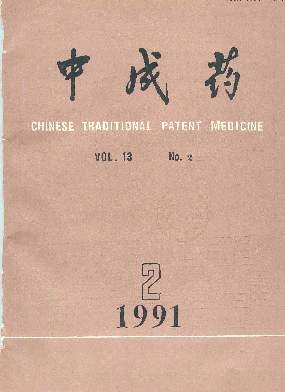 中成药
CHINESE TRADITIONAL PATENT MEDICINE
VOL. 13 No. 2
2
1991